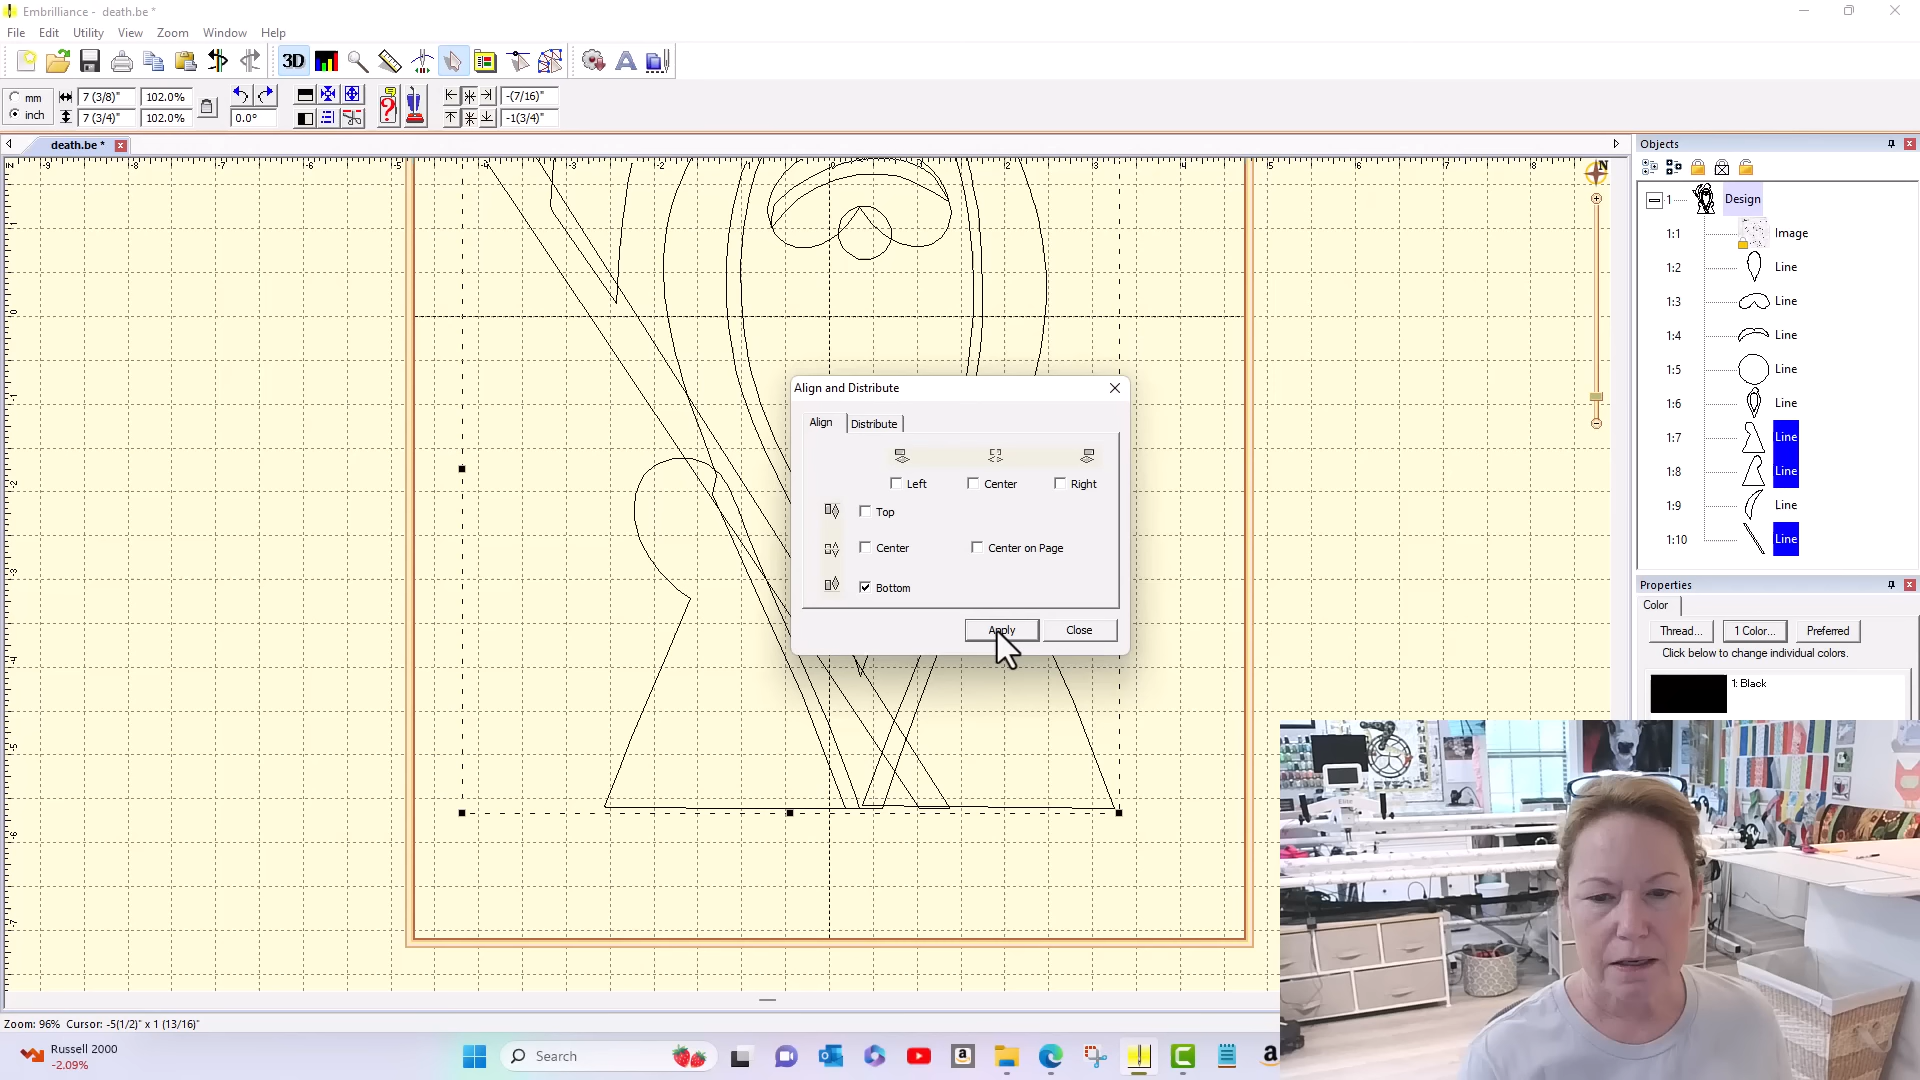 Embrilliance - death.be *
File Edit Utility View Zoom Window Help
3D
mm
inch
7 (3/8)"
7 (3/4)"
102.0%
102.0%
0.0°
-(7/16)"
-1(3/4)"
death.be *
Objects
1 Design
1:1 Image
1:2 Line
1:3 Line
1:4 Line
1:5 Line
1:6 Line
1:7 Line
1:8 Line
1:9 Line
1:10 Line
Align and Distribute
Align Distribute
Left Center Right
Top
Center Center on Page
Bottom
Apply Close
Properties
Color
Thread... 1 Color... Preferred
Click below to change individual colors.
1: Black
Zoom: 96% Cursor: -5(1/2)" x 1 (13/16)"
Russell 2000
-2.09%
Search